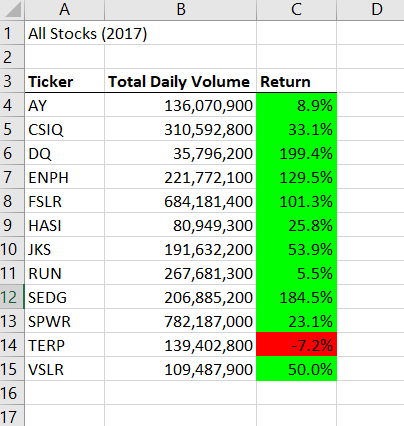 A B C D
1 All Stocks (2017)
2
3 Ticker Total Daily Volume Return
4 AY 136,070,900 8.9%
5 CSIQ 310,592,800 33.1%
6 DQ 35,796,200 199.4%
7 ENPH 221,772,100 129.5%
8 FSLR 684,181,400 101.3%
9 HASI 80,949,300 25.8%
10 JKS 191,632,200 53.9%
11 RUN 267,681,300 5.5%
12 SEDG 206,885,200 184.5%
13 SPWR 782,187,000 23.1%
14 TERP 139,402,800 -7.2%
15 VSLR 109,487,900 50.0%
16
17